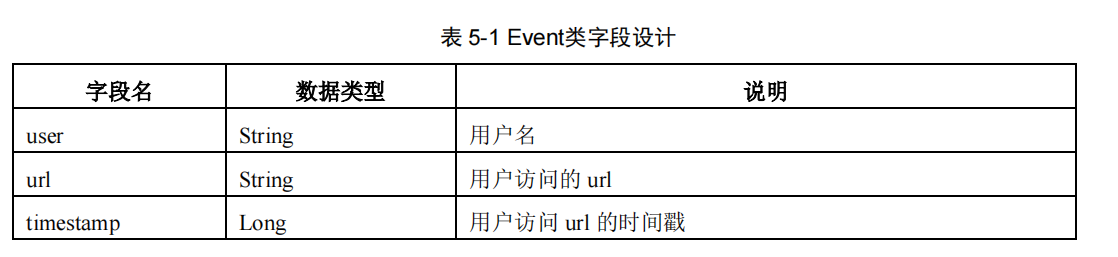 表 5-1 Event类字段设计
字段名 数据类型 说明
user String 用户名
url String 用户访问的 url
timestamp Long 用户访问 url 的时间戳